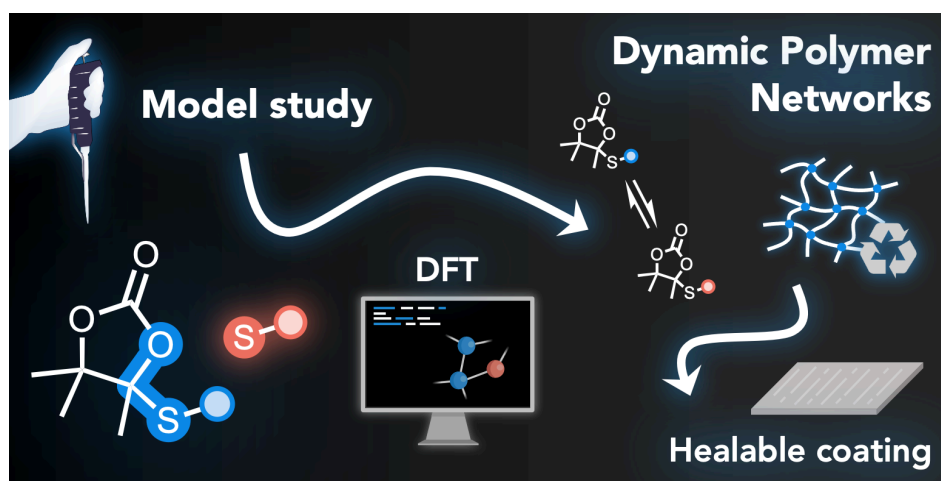 Model study
Dynamic Polymer
Networks
O
O
O
S
O
O
O
S
DFT
O
O
O
S
S
Healable coating